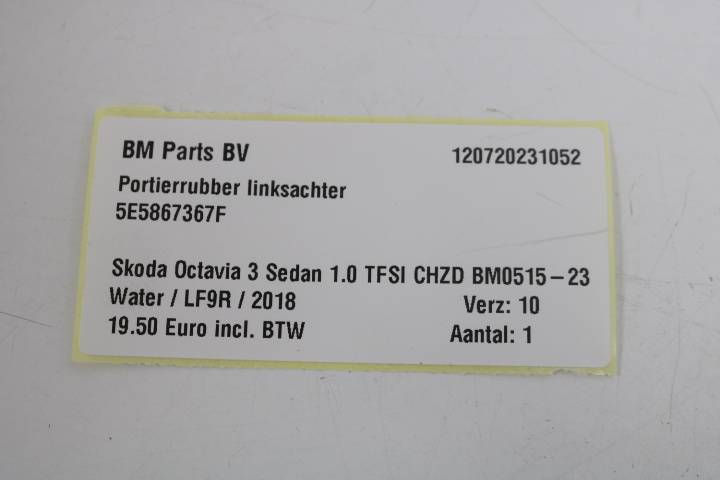 BM Parts BV 120720231052
Portierrubber linksachter
5E5867367F
Skoda Octavia 3 Sedan 1.0 TFSI CHZD BM0515-23
Water / LF9R / 2018 Verz: 10
19.50 Euro incl. BTW Aantal: 1